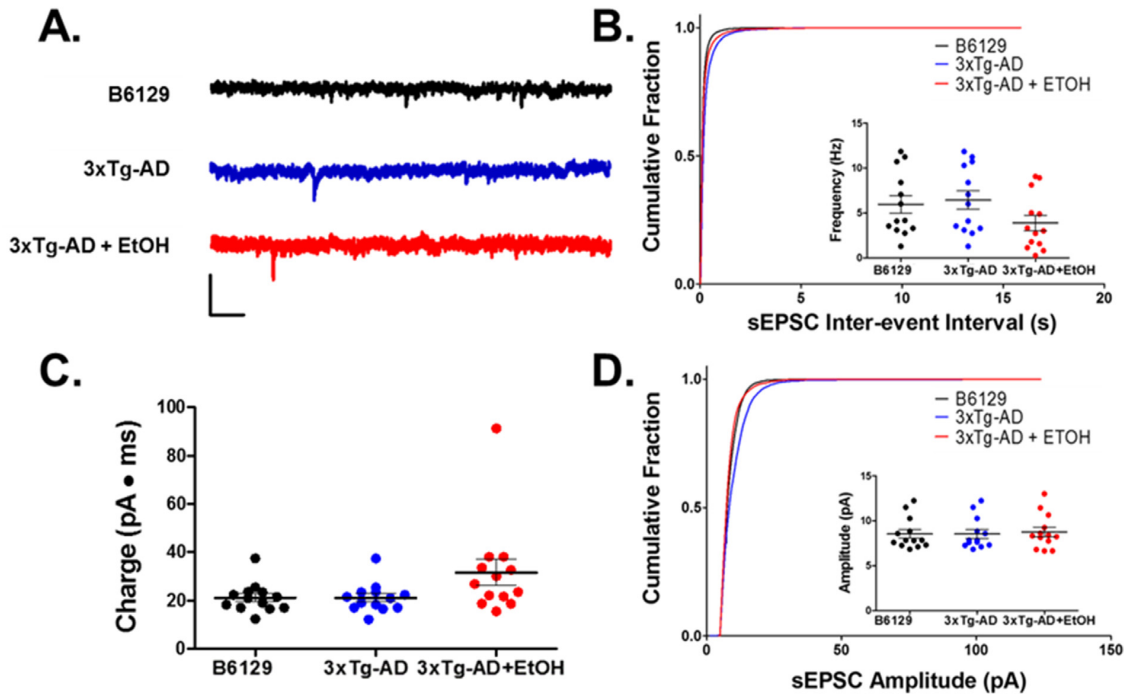 A.
B6129
3xTg-AD
3xTg-AD + EtOH
B.
Cumulative Fraction
1.0
0.5
0.0
0
5
10
15
20
sEPSC Inter-event Interval (s)
B6129
3xTg-AD
3xTg-AD + ETOH
Frequency (Hz)
15
10
5
0
B6129
3xTg-AD
3xTg-AD+EtOH
C.
Charge (pA • ms)
100
80
60
40
20
0
B6129
3xTg-AD
3xTg-AD+EtOH
D.
Cumulative Fraction
1.0
0.5
0.0
0
50
100
150
sEPSC Amplitude (pA)
B6129
3xTg-AD
3xTg-AD + ETOH
Amplitude (pA)
15
10
5
0
B6129
3xTg-AD
3xTg-AD+EtOH